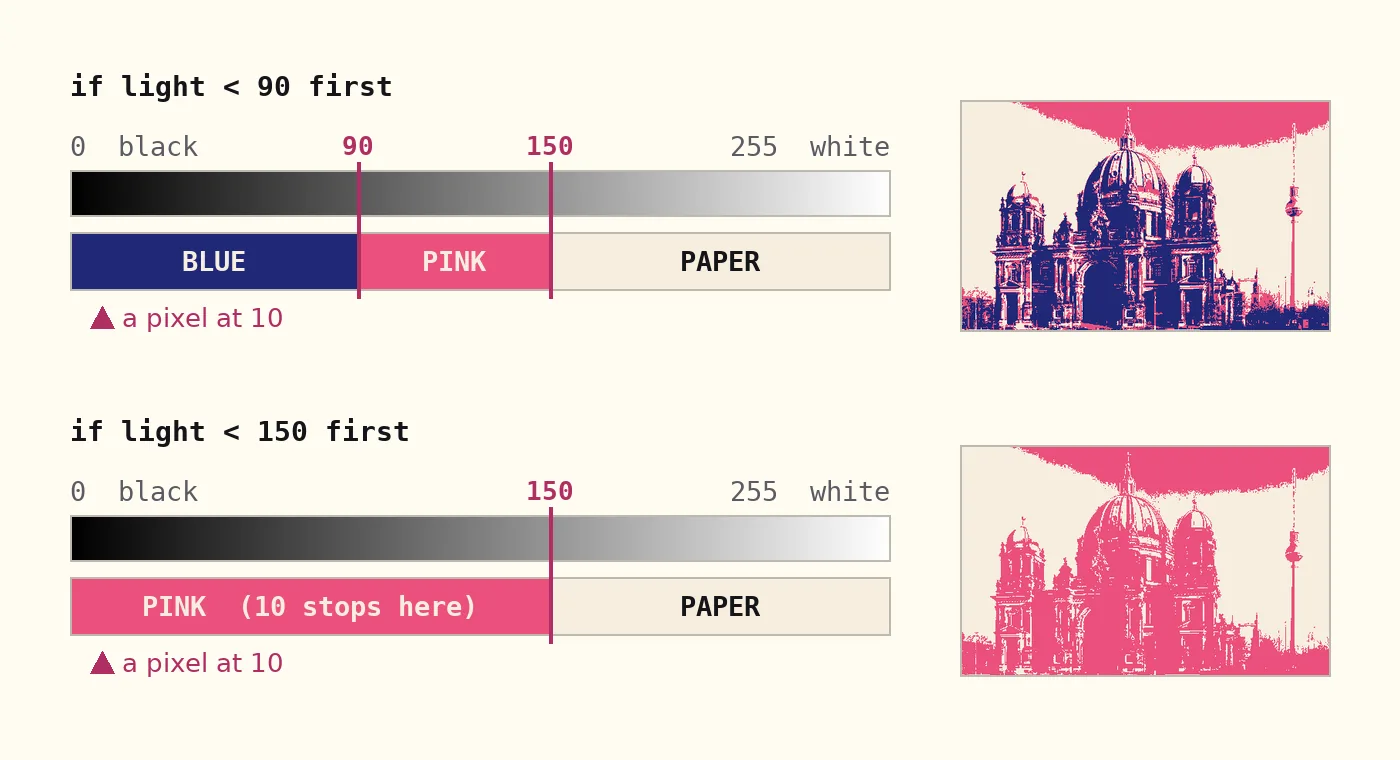 if light < 90 first
0  black  90  150  255  white
BLUE  PINK  PAPER
a pixel at 10
if light < 150 first
0  black  150  255  white
PINK  (10 stops here)  PAPER
a pixel at 10